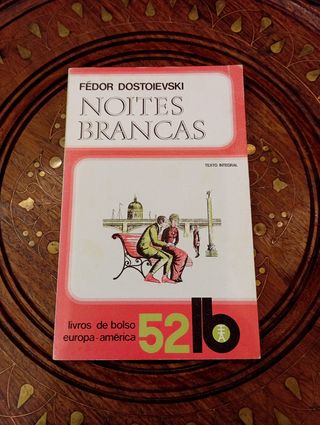 FÉDOR DOSTOIEVSKI
NOITES
BRANCAS
TEXTO INTEGRAL
livros de bolso
europa-américa
52
lb